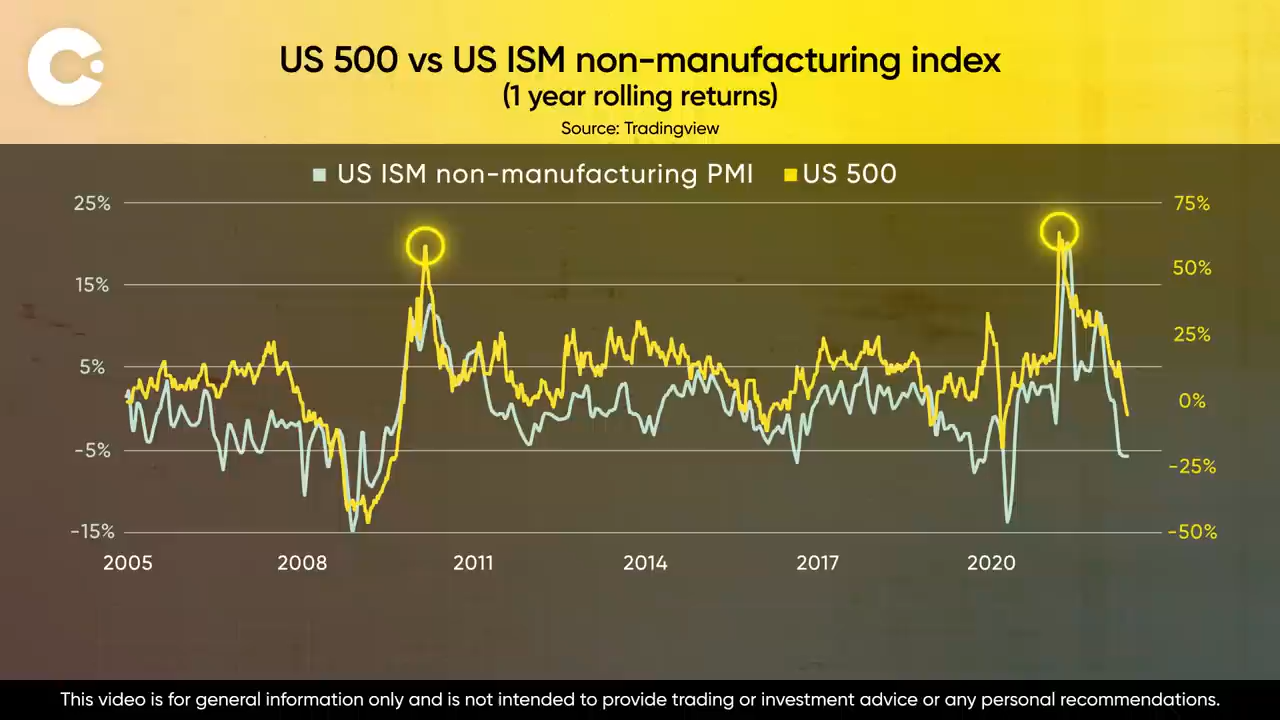 US 500 vs US ISM non-manufacturing index
(1 year rolling returns)
Source: Tradingview
US ISM non-manufacturing PMI US 500
25% 75%
50%
15%
25%
5%
0%
-5%
-25%
-15% -50%
2005 2008 2011 2014 2017 2020
This video is for general information only and is not intended to provide trading or investment advice or any personal recommendations.